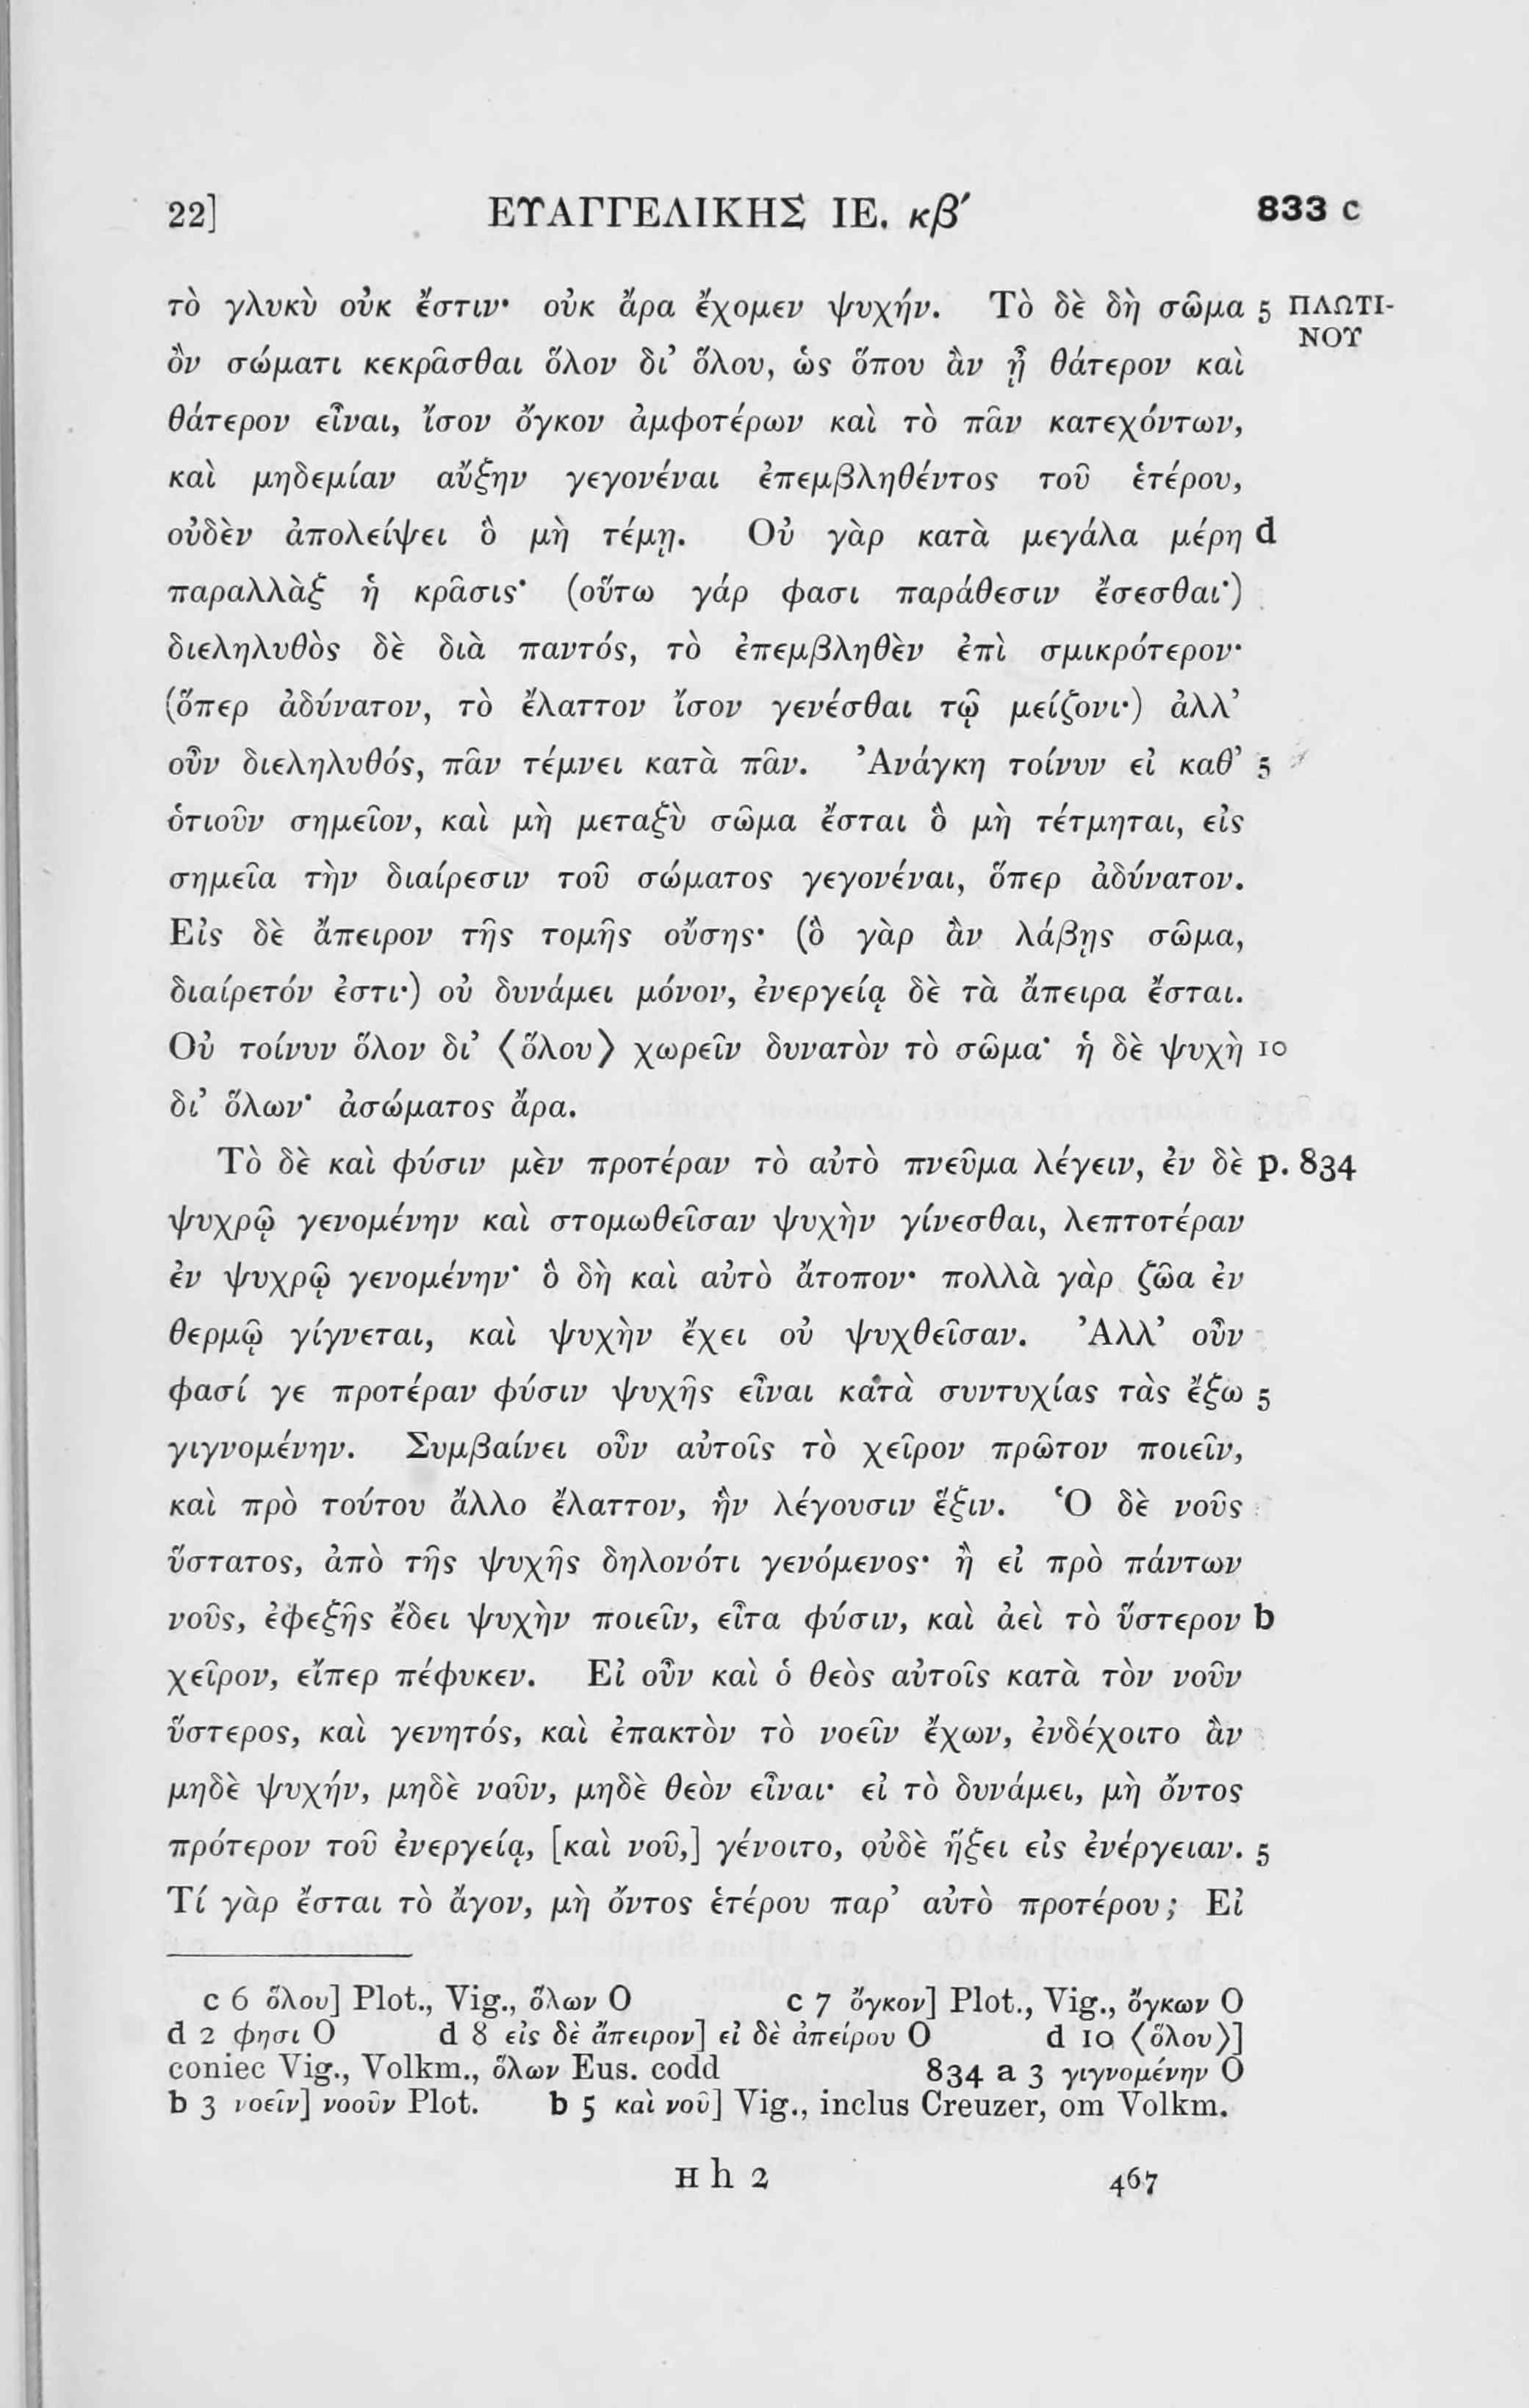 22] ΕΥΑΓΓΕΛΙΚΗΣ ΙΕ. κβʹ 833 c
τὸ γλυκὺ οὐκ ἔστιν· οὐκ ἄρα ἔχομεν ψυχήν. Τὸ δὲ δὴ σῶμα 5 ΠΛΩΤΙ-
ΝΟΥ
ὂν σώματι κεκρᾶσθαι ὅλον δι’ ὅλου, ὡς ὅπου ἂν ᾖ θάτερον καὶ
θάτερον εἶναι, ἴσον ὄγκον ἀμφοτέρων καὶ τὸ πᾶν κατεχόντων,
καὶ μηδεμίαν αὔξην γεγονέναι ἐπεμβληθέντος τοῦ ἑτέρου,
οὐδὲν ἀπολείψει ὃ μὴ τέμῃ. Οὐ γὰρ κατὰ μεγάλα μέρη d
παραλλὰξ ἡ κρᾶσις· (οὕτω γάρ φασι παράθεσιν ἔσεσθαι·)
διεληλυθὸς δὲ διὰ παντός, τὸ ἐπεμβληθὲν ἐπὶ σμικρότερον·
(ὅπερ ἀδύνατον, τὸ ἔλαττον ἴσον γενέσθαι τῷ μείζονι·) ἀλλ’
οὖν διεληλυθός, πᾶν τέμνει κατὰ πᾶν. Ἀνάγκη τοίνυν εἰ καθ’ 5
ὁτιοῦν σημεῖον, καὶ μὴ μεταξὺ σῶμα ἔσται ὃ μὴ τέτμηται, εἰς
σημεῖα τὴν διαίρεσιν τοῦ σώματος γεγονέναι, ὅπερ ἀδύνατον.
Εἰς δὲ ἄπειρον τῆς τομῆς οὔσης· (ὃ γὰρ ἂν λάβῃς σῶμα,
διαίρετόν ἐστι·) οὐ δυνάμει μόνον, ἐνεργείᾳ δὲ τὰ ἄπειρα ἔσται.
Οὐ τοίνυν ὅλον δι’ ⟨ὅλου⟩ χωρεῖν δυνατὸν τὸ σῶμα· ἡ δὲ ψυχὴ 10
δι’ ὅλων· ἀσώματος ἄρα.
Τὸ δὲ καὶ φύσιν μὲν προτέραν τὸ αὐτὸ πνεῦμα λέγειν, ἐν δὲ p. 834
ψυχρῷ γενομένην καὶ στομωθεῖσαν ψυχὴν γίνεσθαι, λεπτοτέραν
ἐν ψυχρῷ γενομένην· ὃ δὴ καὶ αὐτὸ ἄτοπον· πολλὰ γὰρ ζῶα ἐν
θερμῷ γίγνεται, καὶ ψυχὴν ἔχει οὐ ψυχθεῖσαν. Ἀλλ’ οὖν
φασί γε προτέραν φύσιν ψυχῆς εἶναι κατὰ συντυχίας τὰς ἔξω 5
γιγνομένην. Συμβαίνει οὖν αὐτοῖς τὸ χεῖρον πρῶτον ποιεῖν,
καὶ πρὸ τούτου ἄλλο ἔλαττον, ἣν λέγουσιν ἕξιν. Ὁ δὲ νοῦς
ὕστατος, ἀπὸ τῆς ψυχῆς δηλονότι γενόμενος· ἢ εἰ πρὸ πάντων
νοῦς, ἐφεξῆς ἔδει ψυχὴν ποιεῖν, εἶτα φύσιν, καὶ ἀεὶ τὸ ὕστερον b
χεῖρον, εἴπερ πέφυκεν. Εἰ οὖν καὶ ὁ θεὸς αὐτοῖς κατὰ τὸν νοῦν
ὕστερος, καὶ γενητός, καὶ ἐπακτὸν τὸ νοεῖν ἔχων, ἐνδέχοιτο ἂν
μηδὲ ψυχήν, μηδὲ νοῦν, μηδὲ θεὸν εἶναι· εἰ τὸ δυνάμει, μὴ ὄντος
πρότερον τοῦ ἐνεργείᾳ, [καὶ νοῦ,] γένοιτο, οὐδὲ ἥξει εἰς ἐνέργειαν. 5
Τί γὰρ ἔσται τὸ ἄγον, μὴ ὄντος ἑτέρου παρ’ αὐτὸ προτέρου; Εἰ
c 6 ὅλου] Plot., Vig., ὅλων O c 7 ὄγκον] Plot., Vig., ὄγκων O
d 2 φησι O d 8 εἰς δὲ ἄπειρον] εἰ δὲ ἀπείρου O d 10 ⟨ὅλου⟩]
coniec Vig., Volkm., ὅλων Eus. codd 834 a 3 γιγνομένην O
b 3 νοεῖν] νοοῦν Plot. b 5 καὶ νοῦ] Vig., inclus Creuzer, om Volkm.
H h 2 467